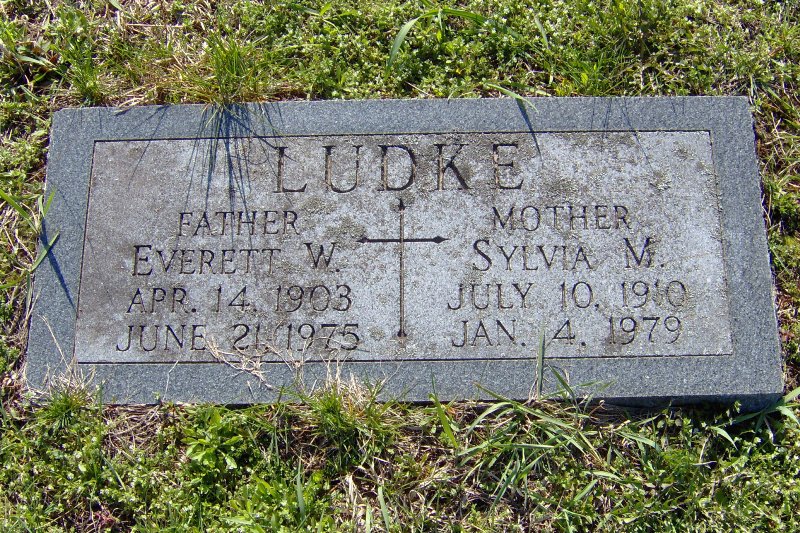 LUDKE
FATHER
EVERETT W.
APR. 14. 1903
JUNE 21. 1975
MOTHER
SYLVIA M.
JULY 10. 1910
JAN. 4. 1979